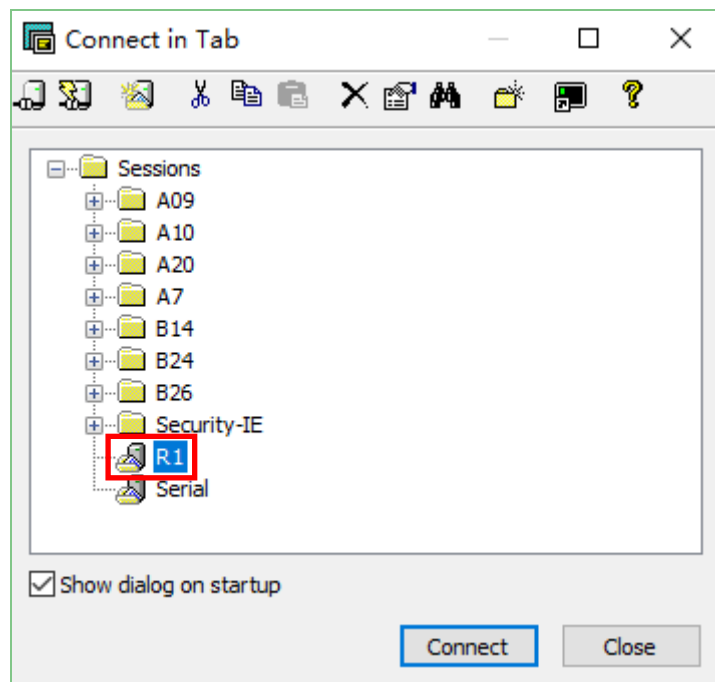 Connect in Tab
Sessions
A09
A10
A20
A7
B14
B24
B26
Security-IE
R1
Serial
Show dialog on startup
Connect
Close